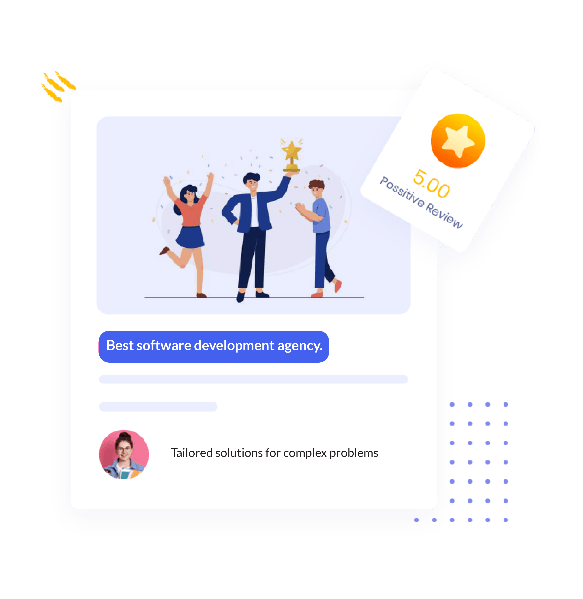 5.00
Possitive Review
Best software development agency.
Tailored solutions for complex problems